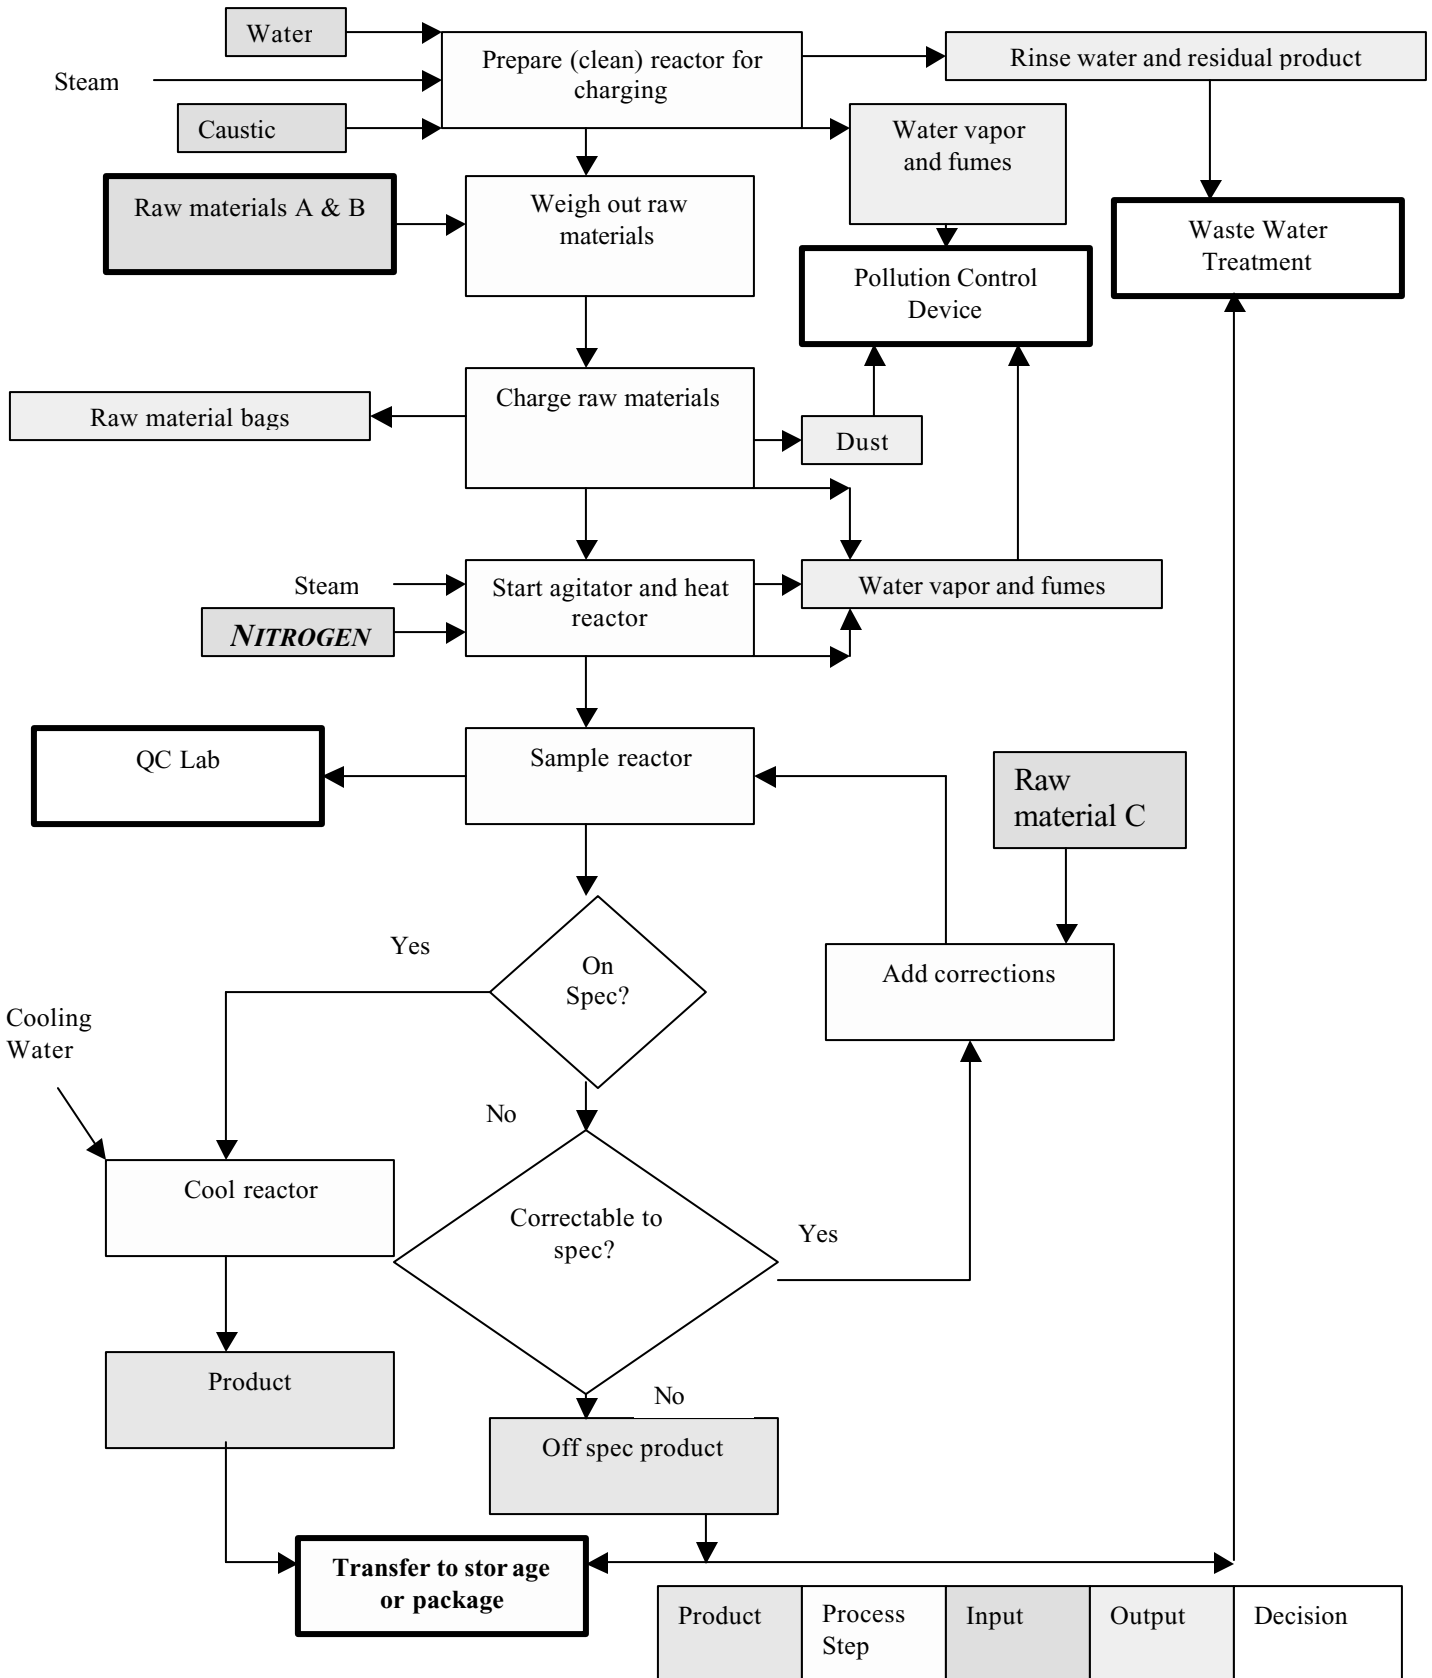 Water
Steam
Caustic
Prepare (clean) reactor for
charging
Rinse water and residual product
Water vapor
and fumes
Raw materials A & B
Weigh out raw
materials
Waste Water
Treatment
Pollution Control
Device
Raw material bags
Charge raw materials
Dust
Steam
NITROGEN
Start agitator and heat
reactor
Water vapor and fumes
QC Lab
Sample reactor
Raw
material C
Yes
On
Spec?
Add corrections
Cooling
Water
No
Cool reactor
Correctable to
spec?
Yes
Product
No
Off spec product
Transfer to stor age
or package
Product
Process
Step
Input
Output
Decision